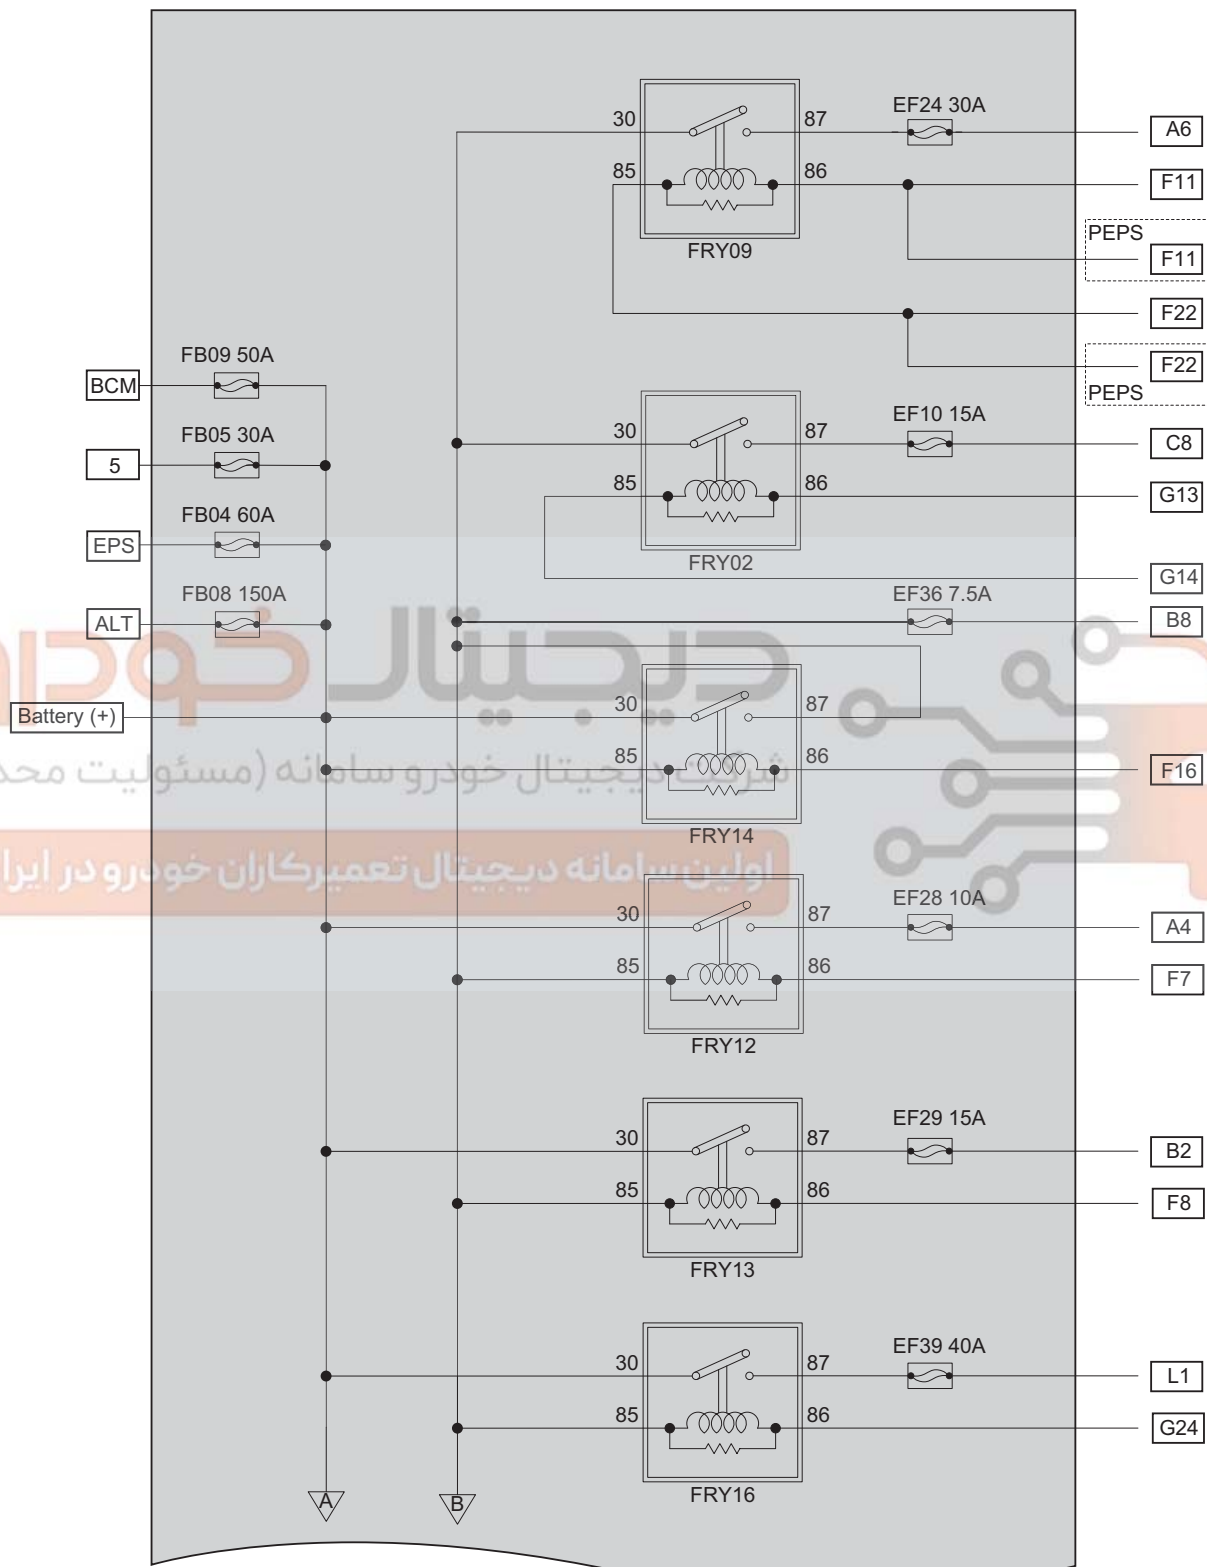 30 87 EF24 30A A6
85 86 F11
FRY09
PEPS
F11
F22
F22
PEPS
BCM FB09 50A
5 FB05 30A
30 87 EF10 15A C8
85 86 G13
EPS FB04 60A
FRY02
G14
ALT FB08 150A
EF36 7.5A B8
دیجیتال خودرو
Battery (+)
30 87
85 86 F16
شرکت دیجیتال خودرو سامانه (مسئولیت
FRY14
اولین سامانه دیجیتال تعمیرکاران خودرو در
30 87 EF28 10A A4
85 86 F7
FRY12
30 87 EF29 15A B2
85 86 F8
FRY13
30 87 EF39 40A L1
85 86 G24
FRY16
A
B